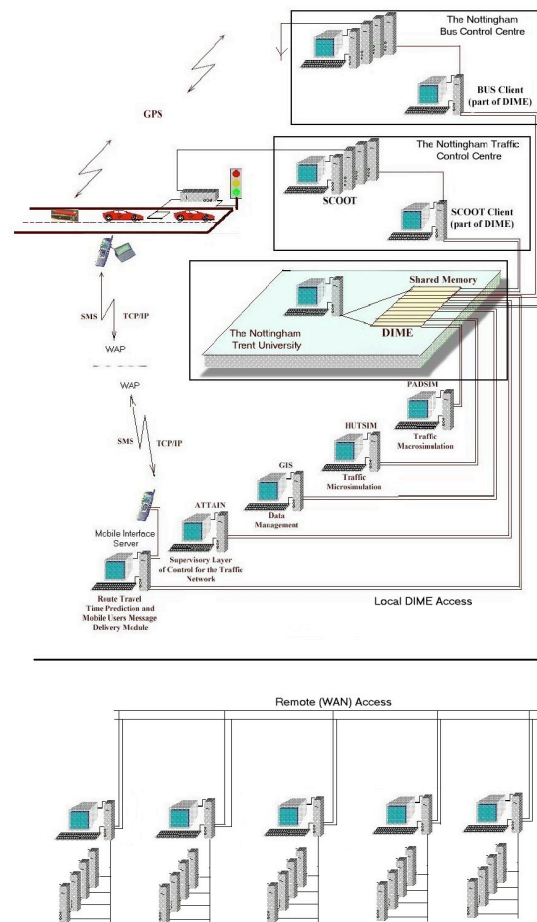 The Nottingham
Bus Control Centre
GPS
BUS Client
(part of DIME)
The Nottingham Traffic
Control Centre
SCOOT
SCOOT Client
(part of DIME)
Shared Memory
The Nottingham
Trent University
DIME
SMS
TCP/IP
WAP
WAP
SMS
TCP/IP
PADSIM
Traffic
Macrosimulation
HUTSIM
Traffic
Microsimulation
GIS
Data
Management
ATTAIN
Supervisory Layer
of Control for the Traffic
Network
Mobile Interface
Server
Route Travel
Time Prediction and
Mobile Users Message
Delivery Module
Local DIME Access
Remote (WAN) Access